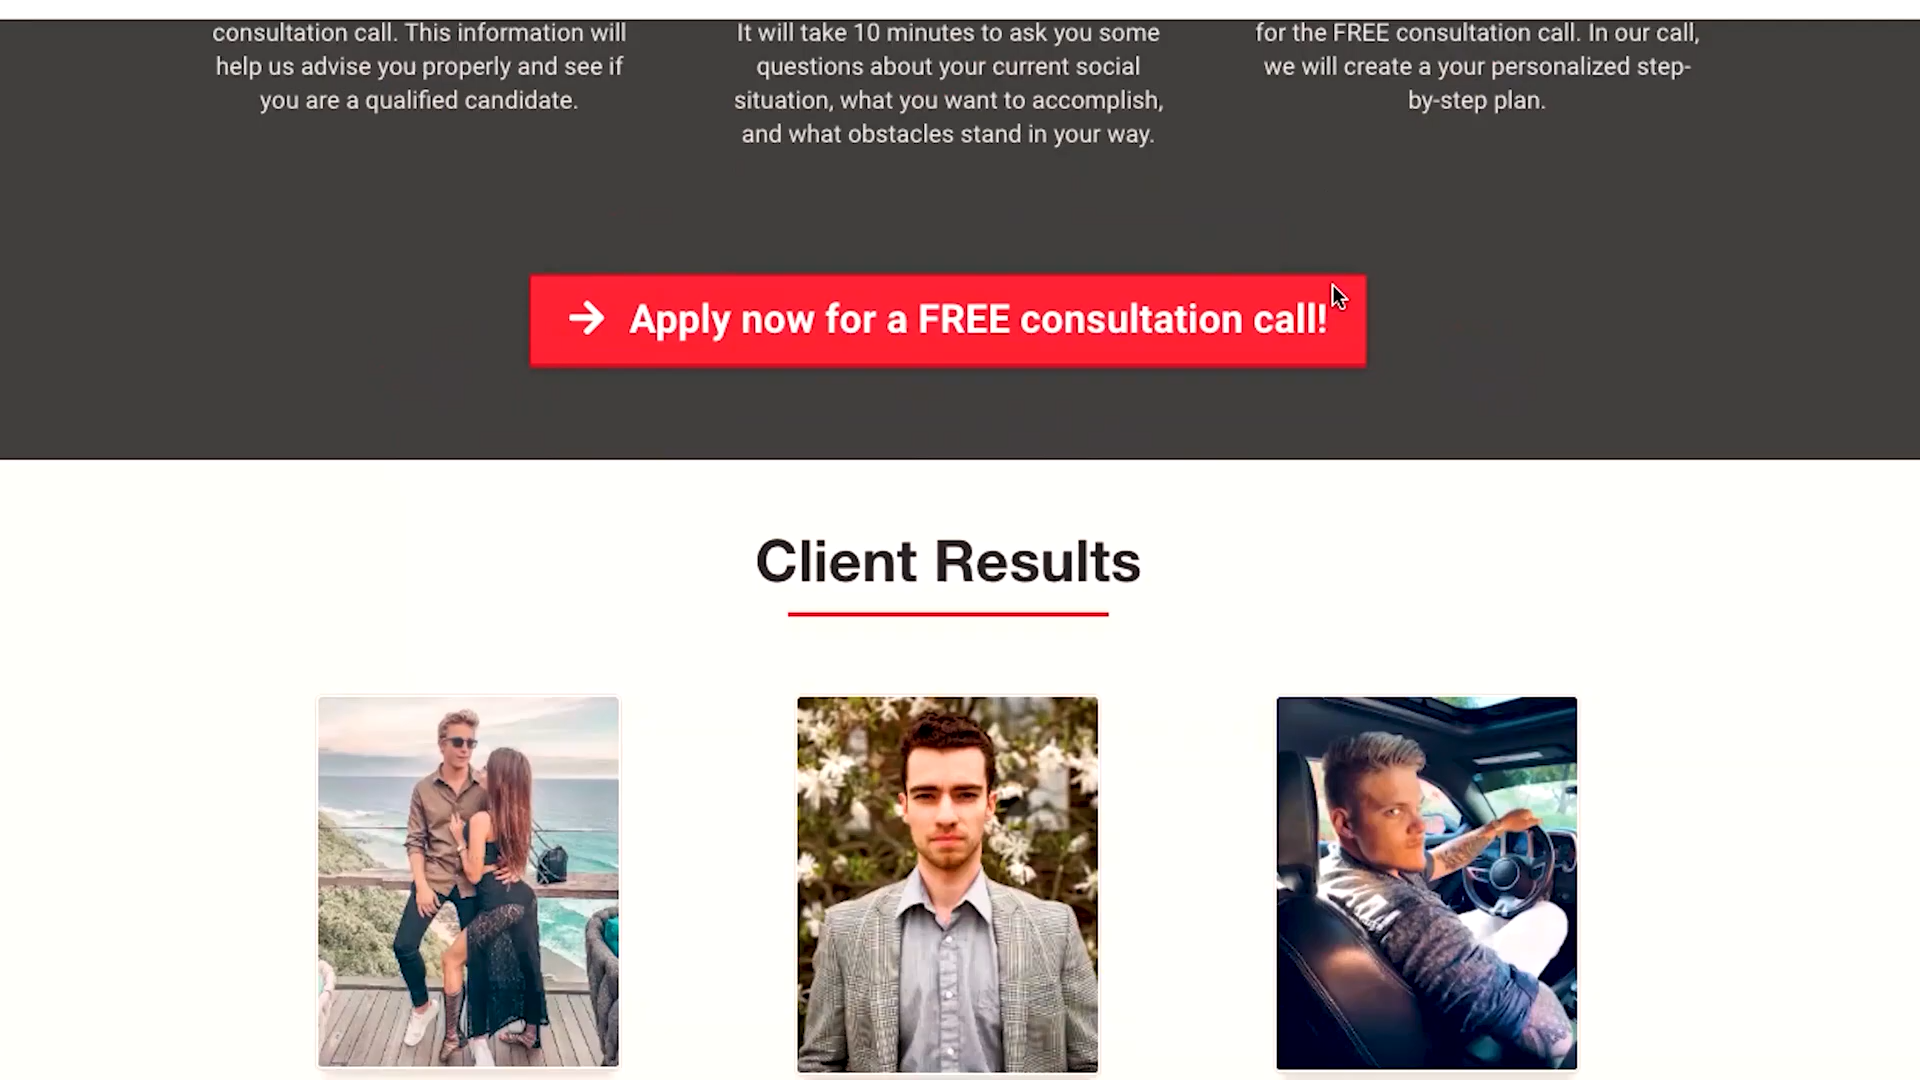 consultation call. This information will
help us advise you properly and see if
you are a qualified candidate.
It will take 10 minutes to ask you some
questions about your current social
situation, what you want to accomplish,
and what obstacles stand in your way.
for the FREE consultation call. In our call,
we will create a your personalized step-
by-step plan.
Apply now for a FREE consultation call!
Client Results